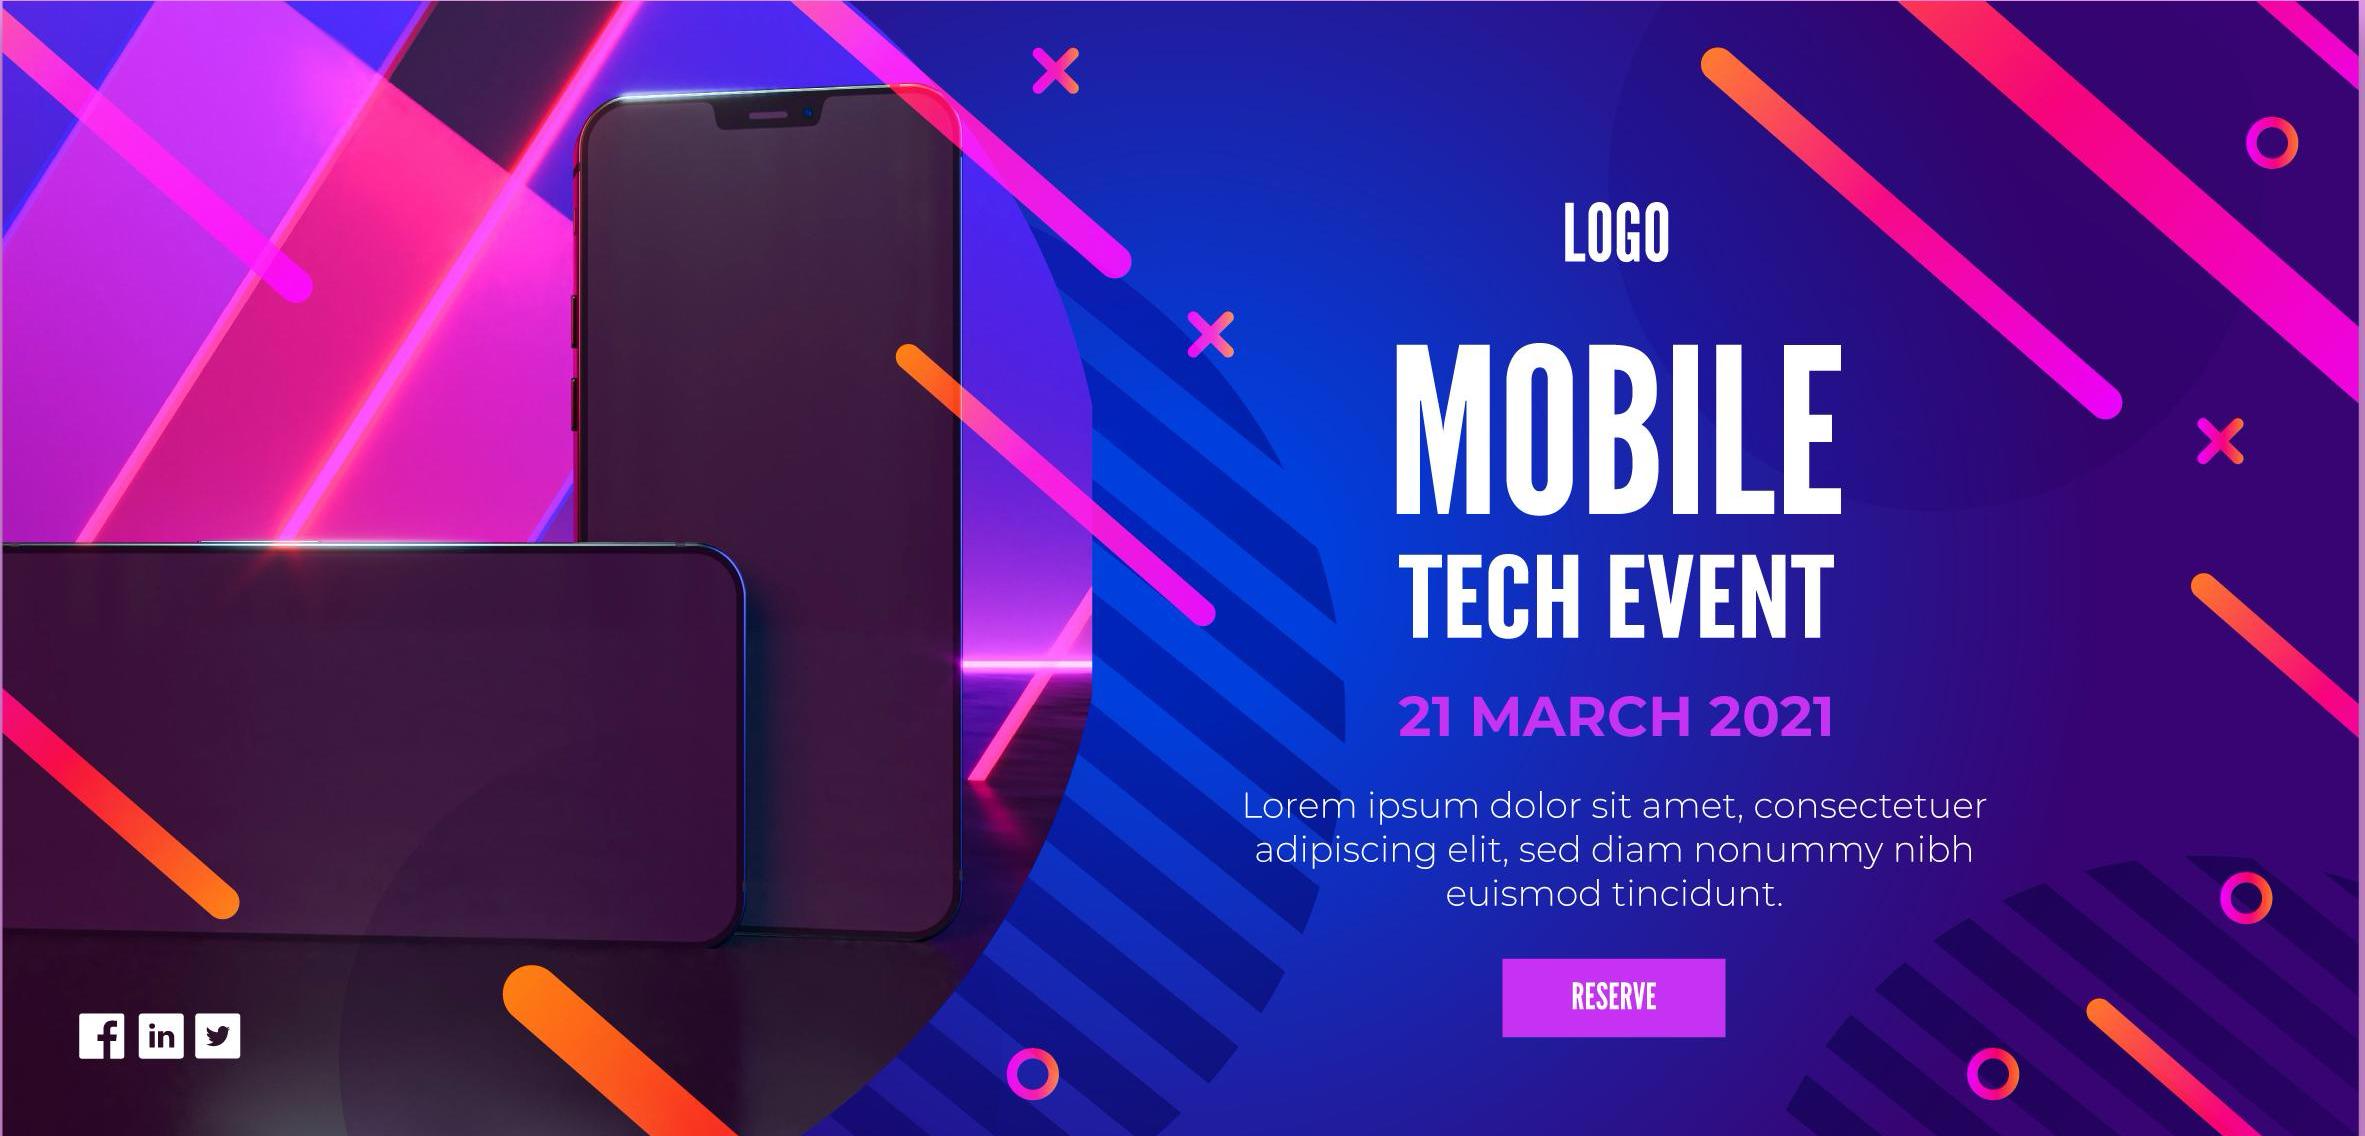 LOGO
MOBILE
TECH EVENT
21 MARCH 2021
Lorem ipsum dolor sit amet, consectetuer
adipiscing elit, sed diam nonummy nibh
euismod tincidunt.
RESERVE
f in